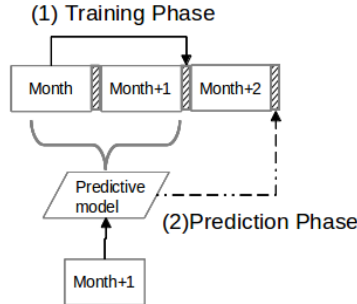 (1) Training Phase
Month
Month+1
Month+2
Predictive
model
(2)Prediction Phase
Month+1